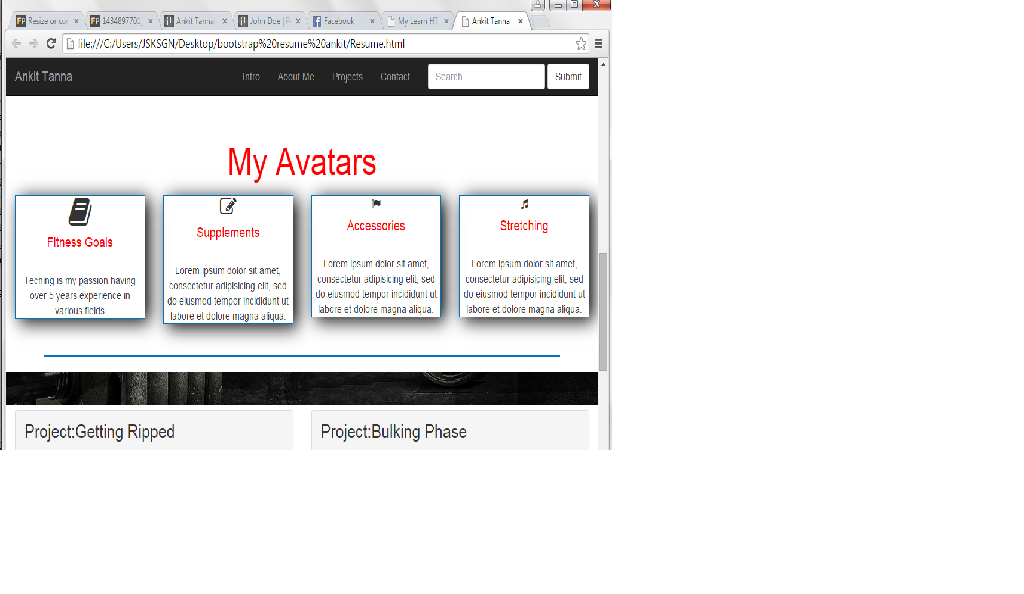 Resize or cor
1434897701_
Ankit Tanna
John Doe | Fr
Facebook
My Learn HT
Ankit Tanna
file:///C:/Users/JSKSGN/Desktop/bootstrap%20resume%20ankit/Resume.html
Ankit Tanna Intro About Me Projects Contact Search Submit
My Avatars
Fitness Goals
Teching is my passion having
over 5 years experience in
various fields
Supplements
Lorem ipsum dolor sit amet,
consectetur adipisicing elit, sed
do eiusmod tempor incididunt ut
labore et dolore magna aliqua.
Accessories
Lorem ipsum dolor sit amet,
consectetur adipisicing elit, sed
do eiusmod tempor incididunt ut
labore et dolore magna aliqua.
Stretching
Lorem ipsum dolor sit amet,
consectetur adipisicing elit, sed
do eiusmod tempor incididunt ut
labore et dolore magna aliqua.
Project:Getting Ripped
Project:Bulking Phase